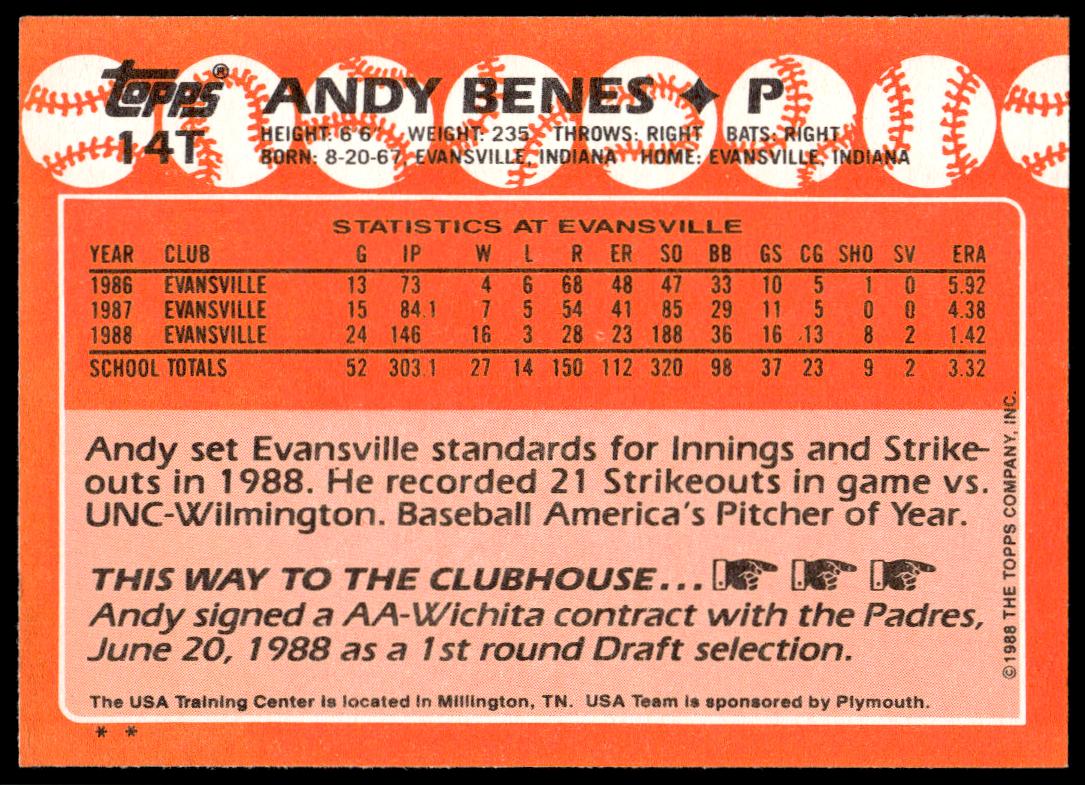 topps® ANDY BENES ✦ P
14T
HEIGHT: 6'6" WEIGHT: 235 THROWS: RIGHT BATS: RIGHT
BORN: 8-20-67, EVANSVILLE, INDIANA HOME: EVANSVILLE, INDIANA
STATISTICS AT EVANSVILLE
YEAR CLUB G IP W L R ER SO BB GS CG SHO SV ERA
1986 EVANSVILLE 13 73 4 6 68 48 47 33 10 5 1 0 5.92
1987 EVANSVILLE 15 84.1 7 5 54 41 85 29 11 5 0 0 4.38
1988 EVANSVILLE 24 146 16 3 28 23 188 36 16 13 8 2 1.42
SCHOOL TOTALS 52 303.1 27 14 150 112 320 98 37 23 9 2 3.32
Andy set Evansville standards for Innings and Strike-
outs in 1988. He recorded 21 Strikeouts in game vs.
UNC-Wilmington. Baseball America's Pitcher of Year.
THIS WAY TO THE CLUBHOUSE...
Andy signed a AA-Wichita contract with the Padres,
June 20, 1988 as a 1st round Draft selection.
The USA Training Center is located in Millington, TN. USA Team is sponsored by Plymouth.
©1988 THE TOPPS COMPANY, INC.
* *